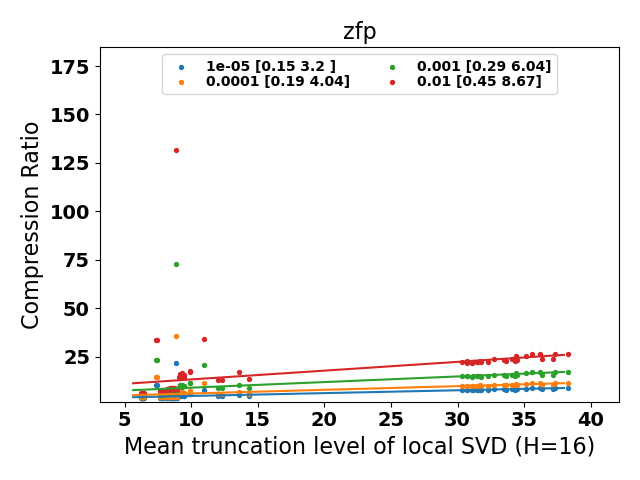 zfp
1e-05 [0.15 3.2 ]
0.0001 [0.19 4.04]
0.001 [0.29 6.04]
0.01 [0.45 8.67]
Compression Ratio
175
150
125
100
75
50
25
5 10 15 20 25 30 35 40
Mean truncation level of local SVD (H=16)